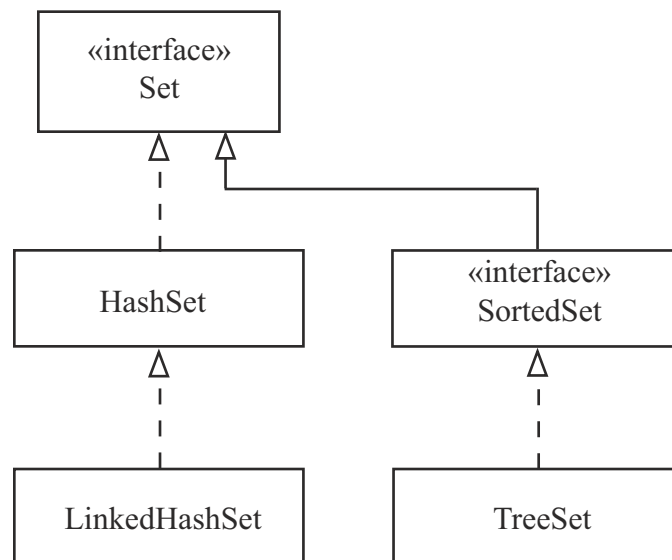 «interface»
Set
HashSet
«interface»
SortedSet
LinkedHashSet
TreeSet